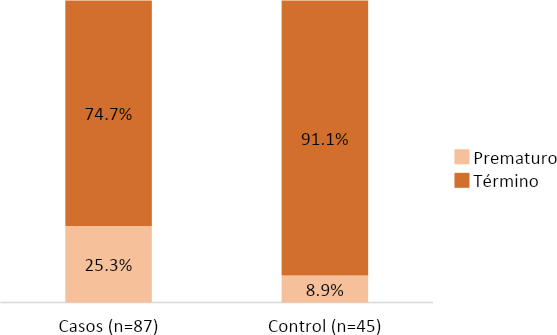 74.7%
91.1%
Prematuro
Término
25.3%
8.9%
Casos (n=87)
Control (n=45)